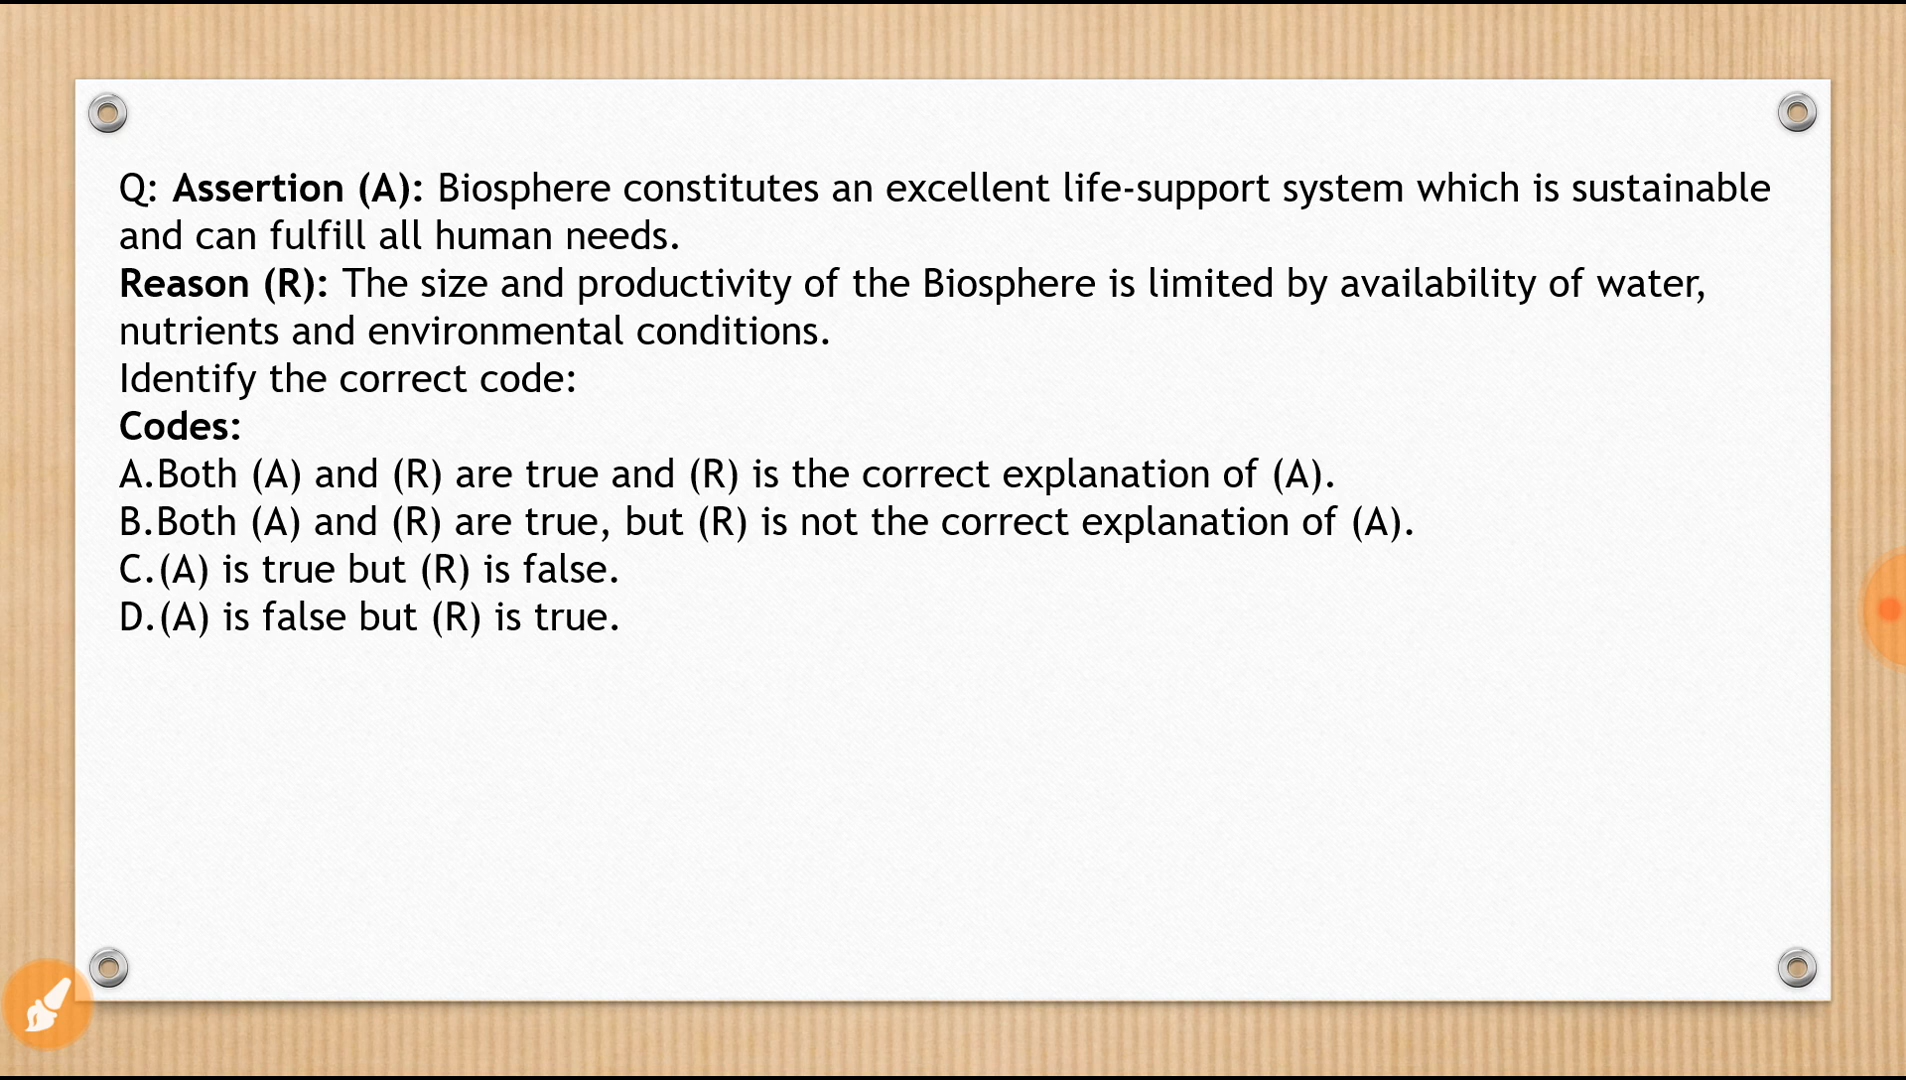 Q: Assertion (A): Biosphere constitutes an excellent life-support system which is sustainable
and can fulfill all human needs.
Reason (R): The size and productivity of the Biosphere is limited by availability of water,
nutrients and environmental conditions.
Identify the correct code:
Codes:
A.Both (A) and (R) are true and (R) is the correct explanation of (A).
B.Both (A) and (R) are true, but (R) is not the correct explanation of (A).
C.(A) is true but (R) is false.
D.(A) is false but (R) is true.